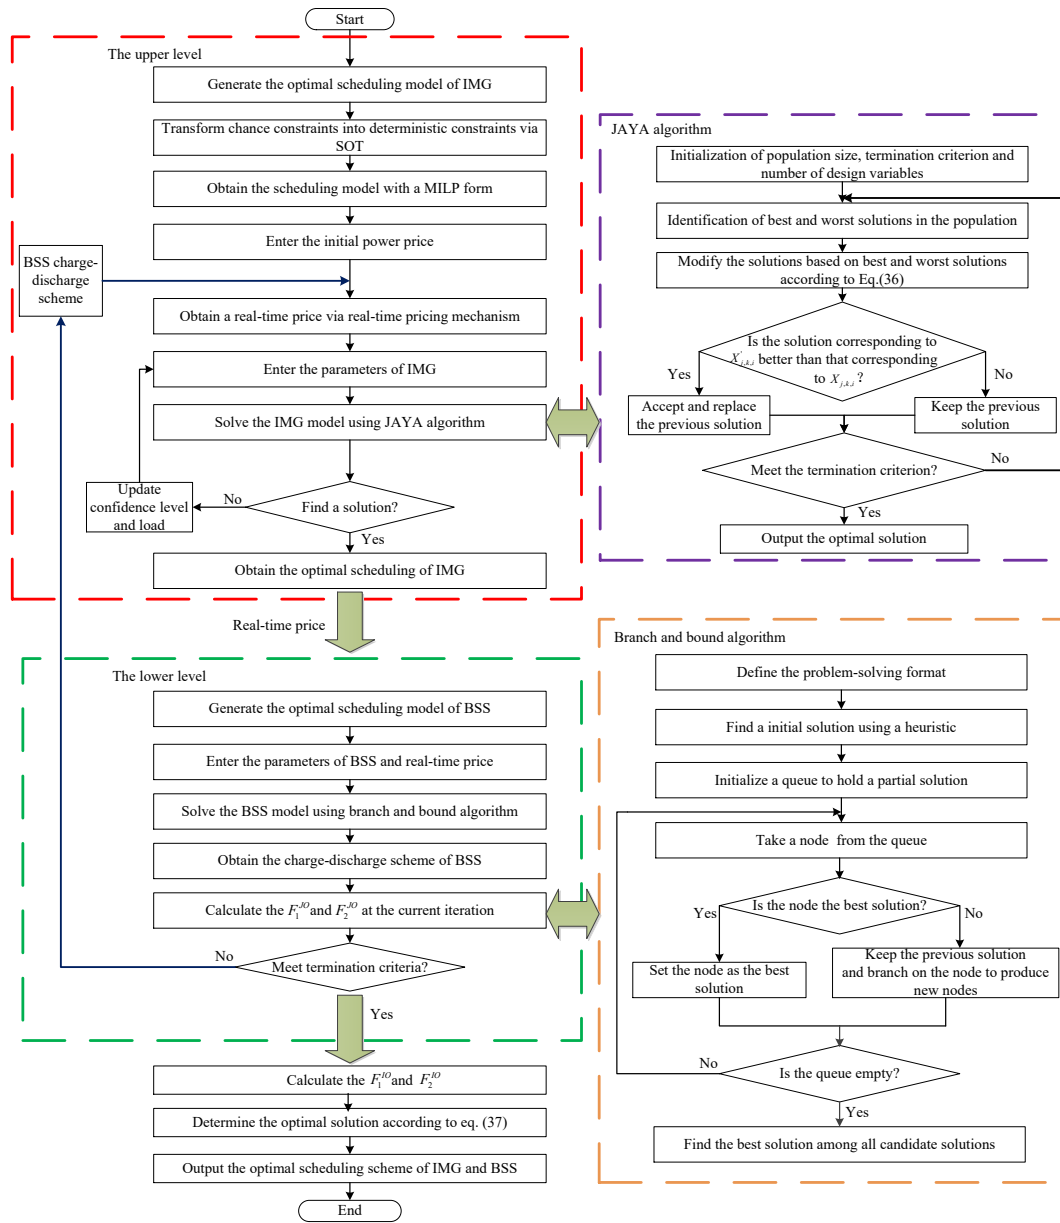 Start
The upper level
Generate the optimal scheduling model of IMG
Transform chance constraints into deterministic constraints via
SOT
Obtain the scheduling model with a MILP form
Enter the initial power price
BSS charge-
discharge
scheme
Obtain a real-time price via real-time pricing mechanism
Enter the parameters of IMG
Solve the IMG model using JAYA algorithm
Update
confidence level
and load
No
Find a solution?
Yes
Obtain the optimal scheduling of IMG
Real-time price
JAYA algorithm
Initialization of population size, termination criterion and
number of design variables
Identification of best and worst solutions in the population
Modify the solutions based on best and worst solutions
according to Eq.(36)
Is the solution corresponding to
X'_{j,k,i} better than that corresponding
to X_{j,k,i} ?
Yes
No
Accept and replace
the previous solution
Keep the previous
solution
Meet the termination criterion?
No
Yes
Output the optimal solution
The lower level
Generate the optimal scheduling model of BSS
Enter the parameters of BSS and real-time price
Solve the BSS model using branch and bound algorithm
Obtain the charge-discharge scheme of BSS
Calculate the F_1^{JO} and F_2^{JO} at the current iteration
No
Meet termination criteria?
Yes
Calculate the F_1^{IO} and F_2^{IO}
Determine the optimal solution according to eq. (37)
Output the optimal scheduling scheme of IMG and BSS
End
Branch and bound algorithm
Define the problem-solving format
Find a initial solution using a heuristic
Initialize a queue to hold a partial solution
Take a node from the queue
Is the node the best solution?
Yes
No
Set the node as the best
solution
Keep the previous solution
and branch on the node to produce
new nodes
No
Is the queue empty?
Yes
Find the best solution among all candidate solutions